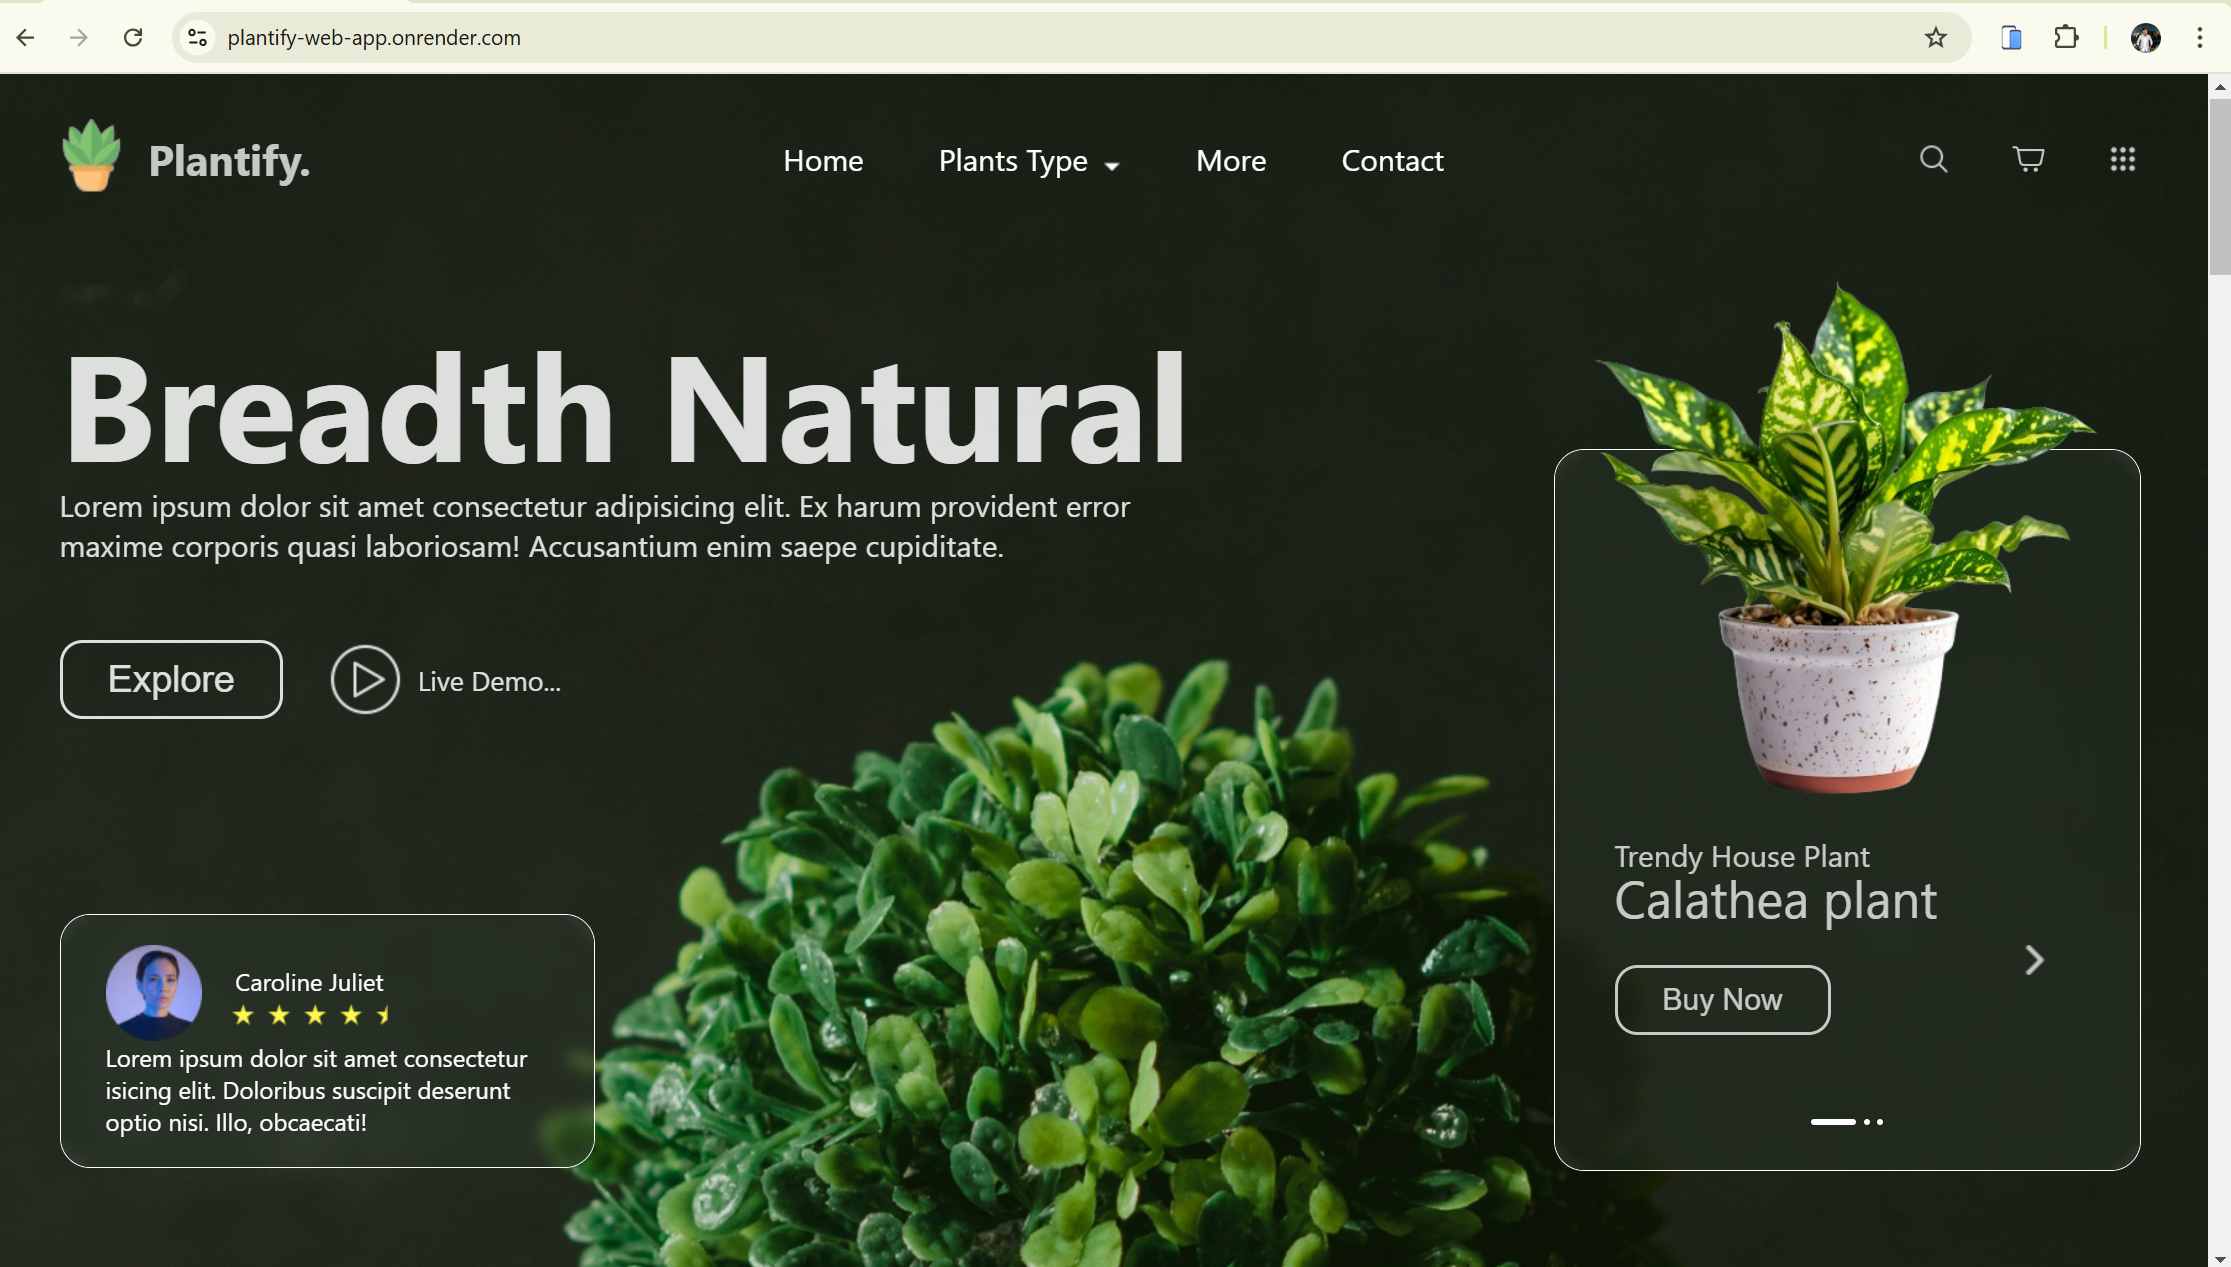 plantify-web-app.onrender.com
Plantify.
Home
Plants Type
More
Contact
Breadth Natural
Lorem ipsum dolor sit amet consectetur adipisicing elit. Ex harum provident error
maxime corporis quasi laboriosam! Accusantium enim saepe cupiditate.
Explore
Live Demo...
Caroline Juliet
Lorem ipsum dolor sit amet consectetur
isicing elit. Doloribus suscipit deserunt
optio nisi. Illo, obcaecati!
Trendy House Plant
Calathea plant
Buy Now